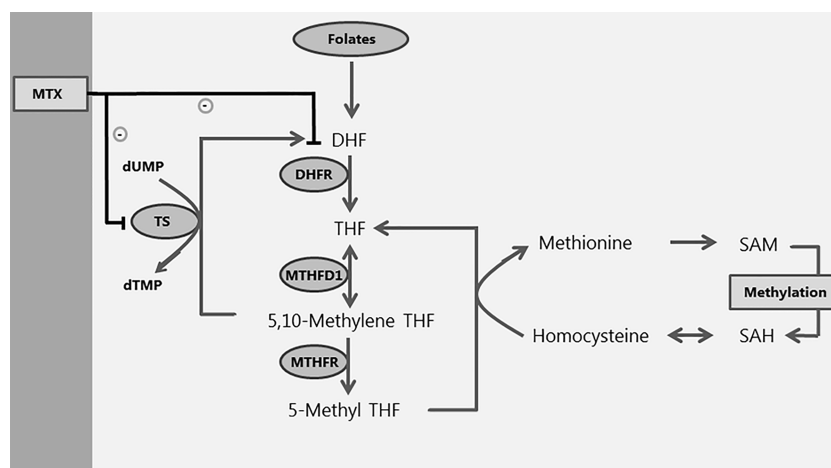 Folates
MTX
-
-
DHF
dUMP
DHFR
TS
THF
Methionine
SAM
MTHFD1
dTMP
Methylation
5,10-Methylene THF
Homocysteine
SAH
MTHFR
5-Methyl THF